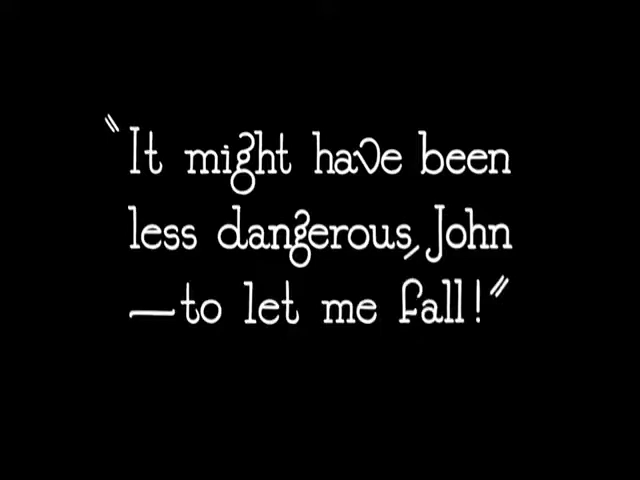 "It might have been
less dangerous, John
—to let me fall!"